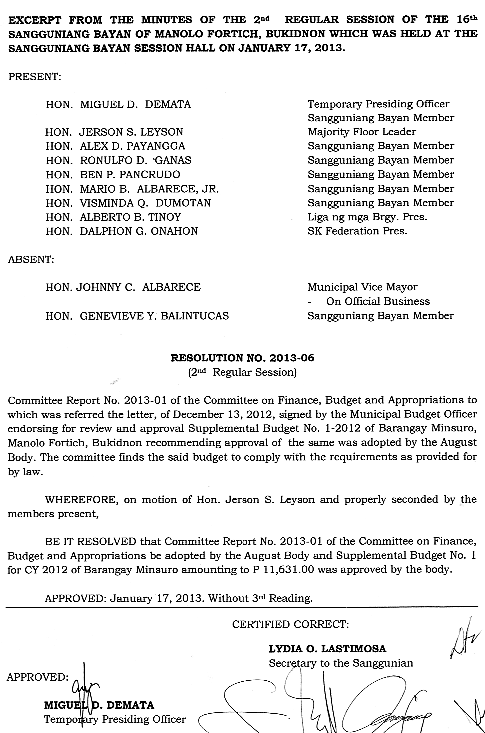 EXCERPT FROM THE MINUTES OF THE 2nd REGULAR SESSION OF THE 16th
SANGGUNIANG BAYAN OF MANOLO FORTICH, BUKIDNON WHICH WAS HELD AT THE
SANGGUNIANG BAYAN SESSION HALL ON JANUARY 17, 2013.
PRESENT:
HON. MIGUEL D. DEMATA Temporary Presiding Officer
Sangguniang Bayan Member
HON. JERSON S. LEYSON Majority Floor Leader
HON. ALEX D. PAYANGGA Sangguniang Bayan Member
HON. RONULFO D. GANAS Sangguniang Bayan Member
HON. BEN P. PANCRUDO Sangguniang Bayan Member
HON. MARIO B. ALBARECE, JR. Sangguniang Bayan Member
HON. VISMINDA Q. DUMOTAN Sangguniang Bayan Member
HON. ALBERTO B. TINOY Liga ng mga Brgy. Pres.
HON. DALPHON G. ONAHON SK Federation Pres.
ABSENT:
HON. JOHNNY C. ALBARECE Municipal Vice Mayor
- On Official Business
HON. GENEVIEVE Y. BALINTUCAS Sangguniang Bayan Member
RESOLUTION NO. 2013-06
(2nd Regular Session)
Committee Report No. 2013-01 of the Committee on Finance, Budget and Appropriations to
which was referred the letter, of December 13, 2012, signed by the Municipal Budget Officer
endorsing for review and approval Supplemental Budget No. 1-2012 of Barangay Minsuro,
Manolo Fortich, Bukidnon recommending approval of the same was adopted by the August
Body. The committee finds the said budget to comply with the requirements as provided for
by law.
WHEREFORE, on motion of Hon. Jerson S. Leyson and properly seconded by the
members present,
BE IT RESOLVED that Committee Report No. 2013-01 of the Committee on Finance,
Budget and Appropriations be adopted by the August Body and Supplemental Budget No. 1
for CY 2012 of Barangay Minsuro amounting to P 11,631.00 was approved by the body.
APPROVED: January 17, 2013. Without 3rd Reading.
CERTIFIED CORRECT:
LYDIA O. LASTIMOSA
Secretary to the Sanggunian
APPROVED:
MIGUEL D. DEMATA
Temporary Presiding Officer